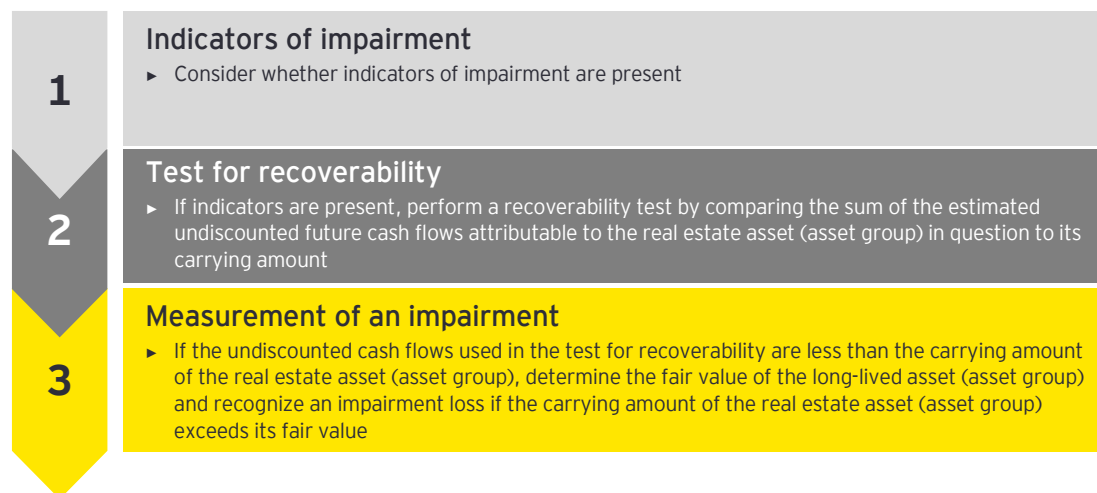 1
Indicators of impairment
► Consider whether indicators of impairment are present
2
Test for recoverability
► If indicators are present, perform a recoverability test by comparing the sum of the estimated
undiscounted future cash flows attributable to the real estate asset (asset group) in question to its
carrying amount
3
Measurement of an impairment
► If the undiscounted cash flows used in the test for recoverability are less than the carrying amount
of the real estate asset (asset group), determine the fair value of the long-lived asset (asset group)
and recognize an impairment loss if the carrying amount of the real estate asset (asset group)
exceeds its fair value